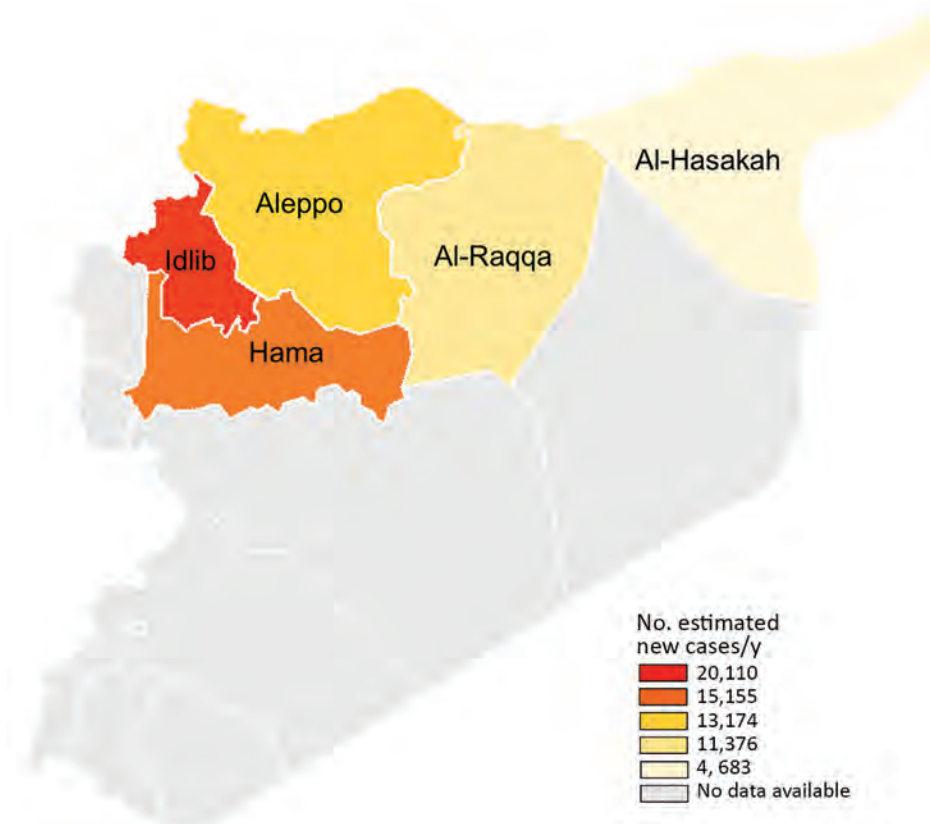 Al-Hasakah
Aleppo
Al-Raqqa
Idlib
Hama
No. estimated
new cases/y
20,110
15,155
13,174
11,376
4, 683
No data available